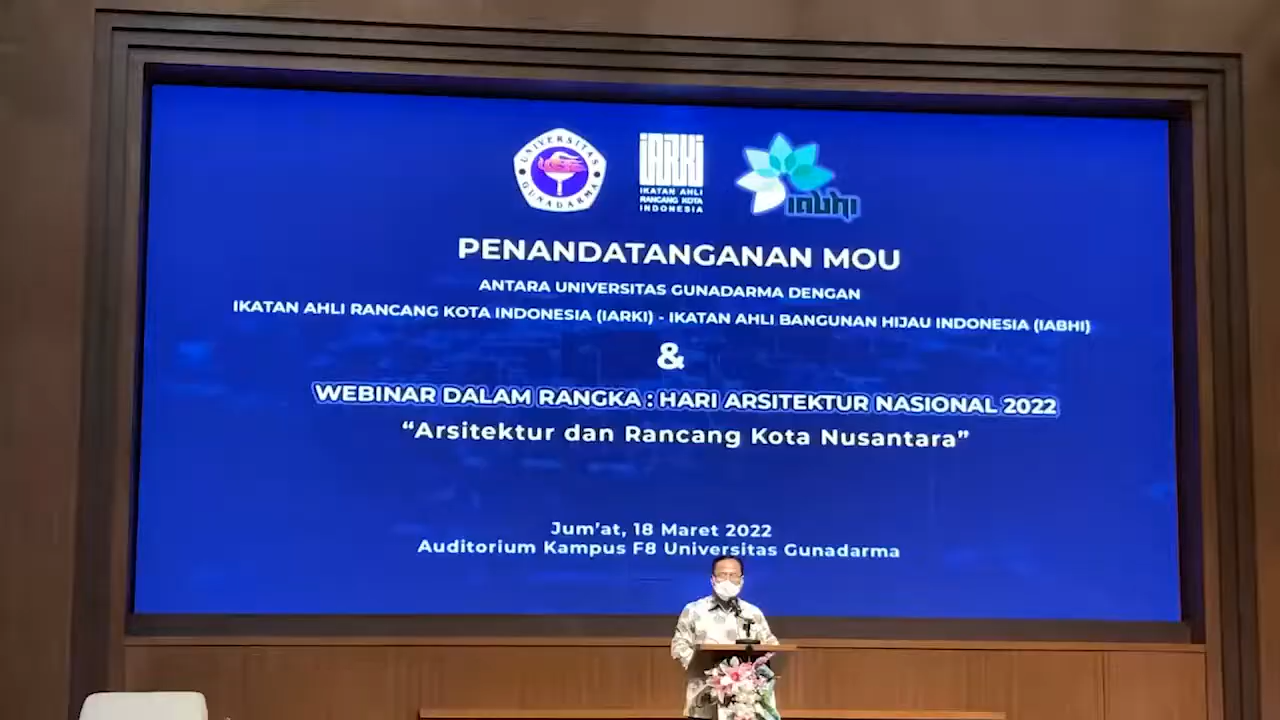 UNIVERSITAS GUNADARMA
IARKI
IKATAN AHLI
RANCANG KOTA
INDONESIA
iabhi
PENANDATANGANAN MOU
ANTARA UNIVERSITAS GUNADARMA DENGAN
IKATAN AHLI RANCANG KOTA INDONESIA (IARKI) - IKATAN AHLI BANGUNAN HIJAU INDONESIA (IABHI)
&
WEBINAR DALAM RANGKA : HARI ARSITEKTUR NASIONAL 2022
“Arsitektur dan Rancang Kota Nusantara”
Jum’at, 18 Maret 2022
Auditorium Kampus F8 Universitas Gunadarma